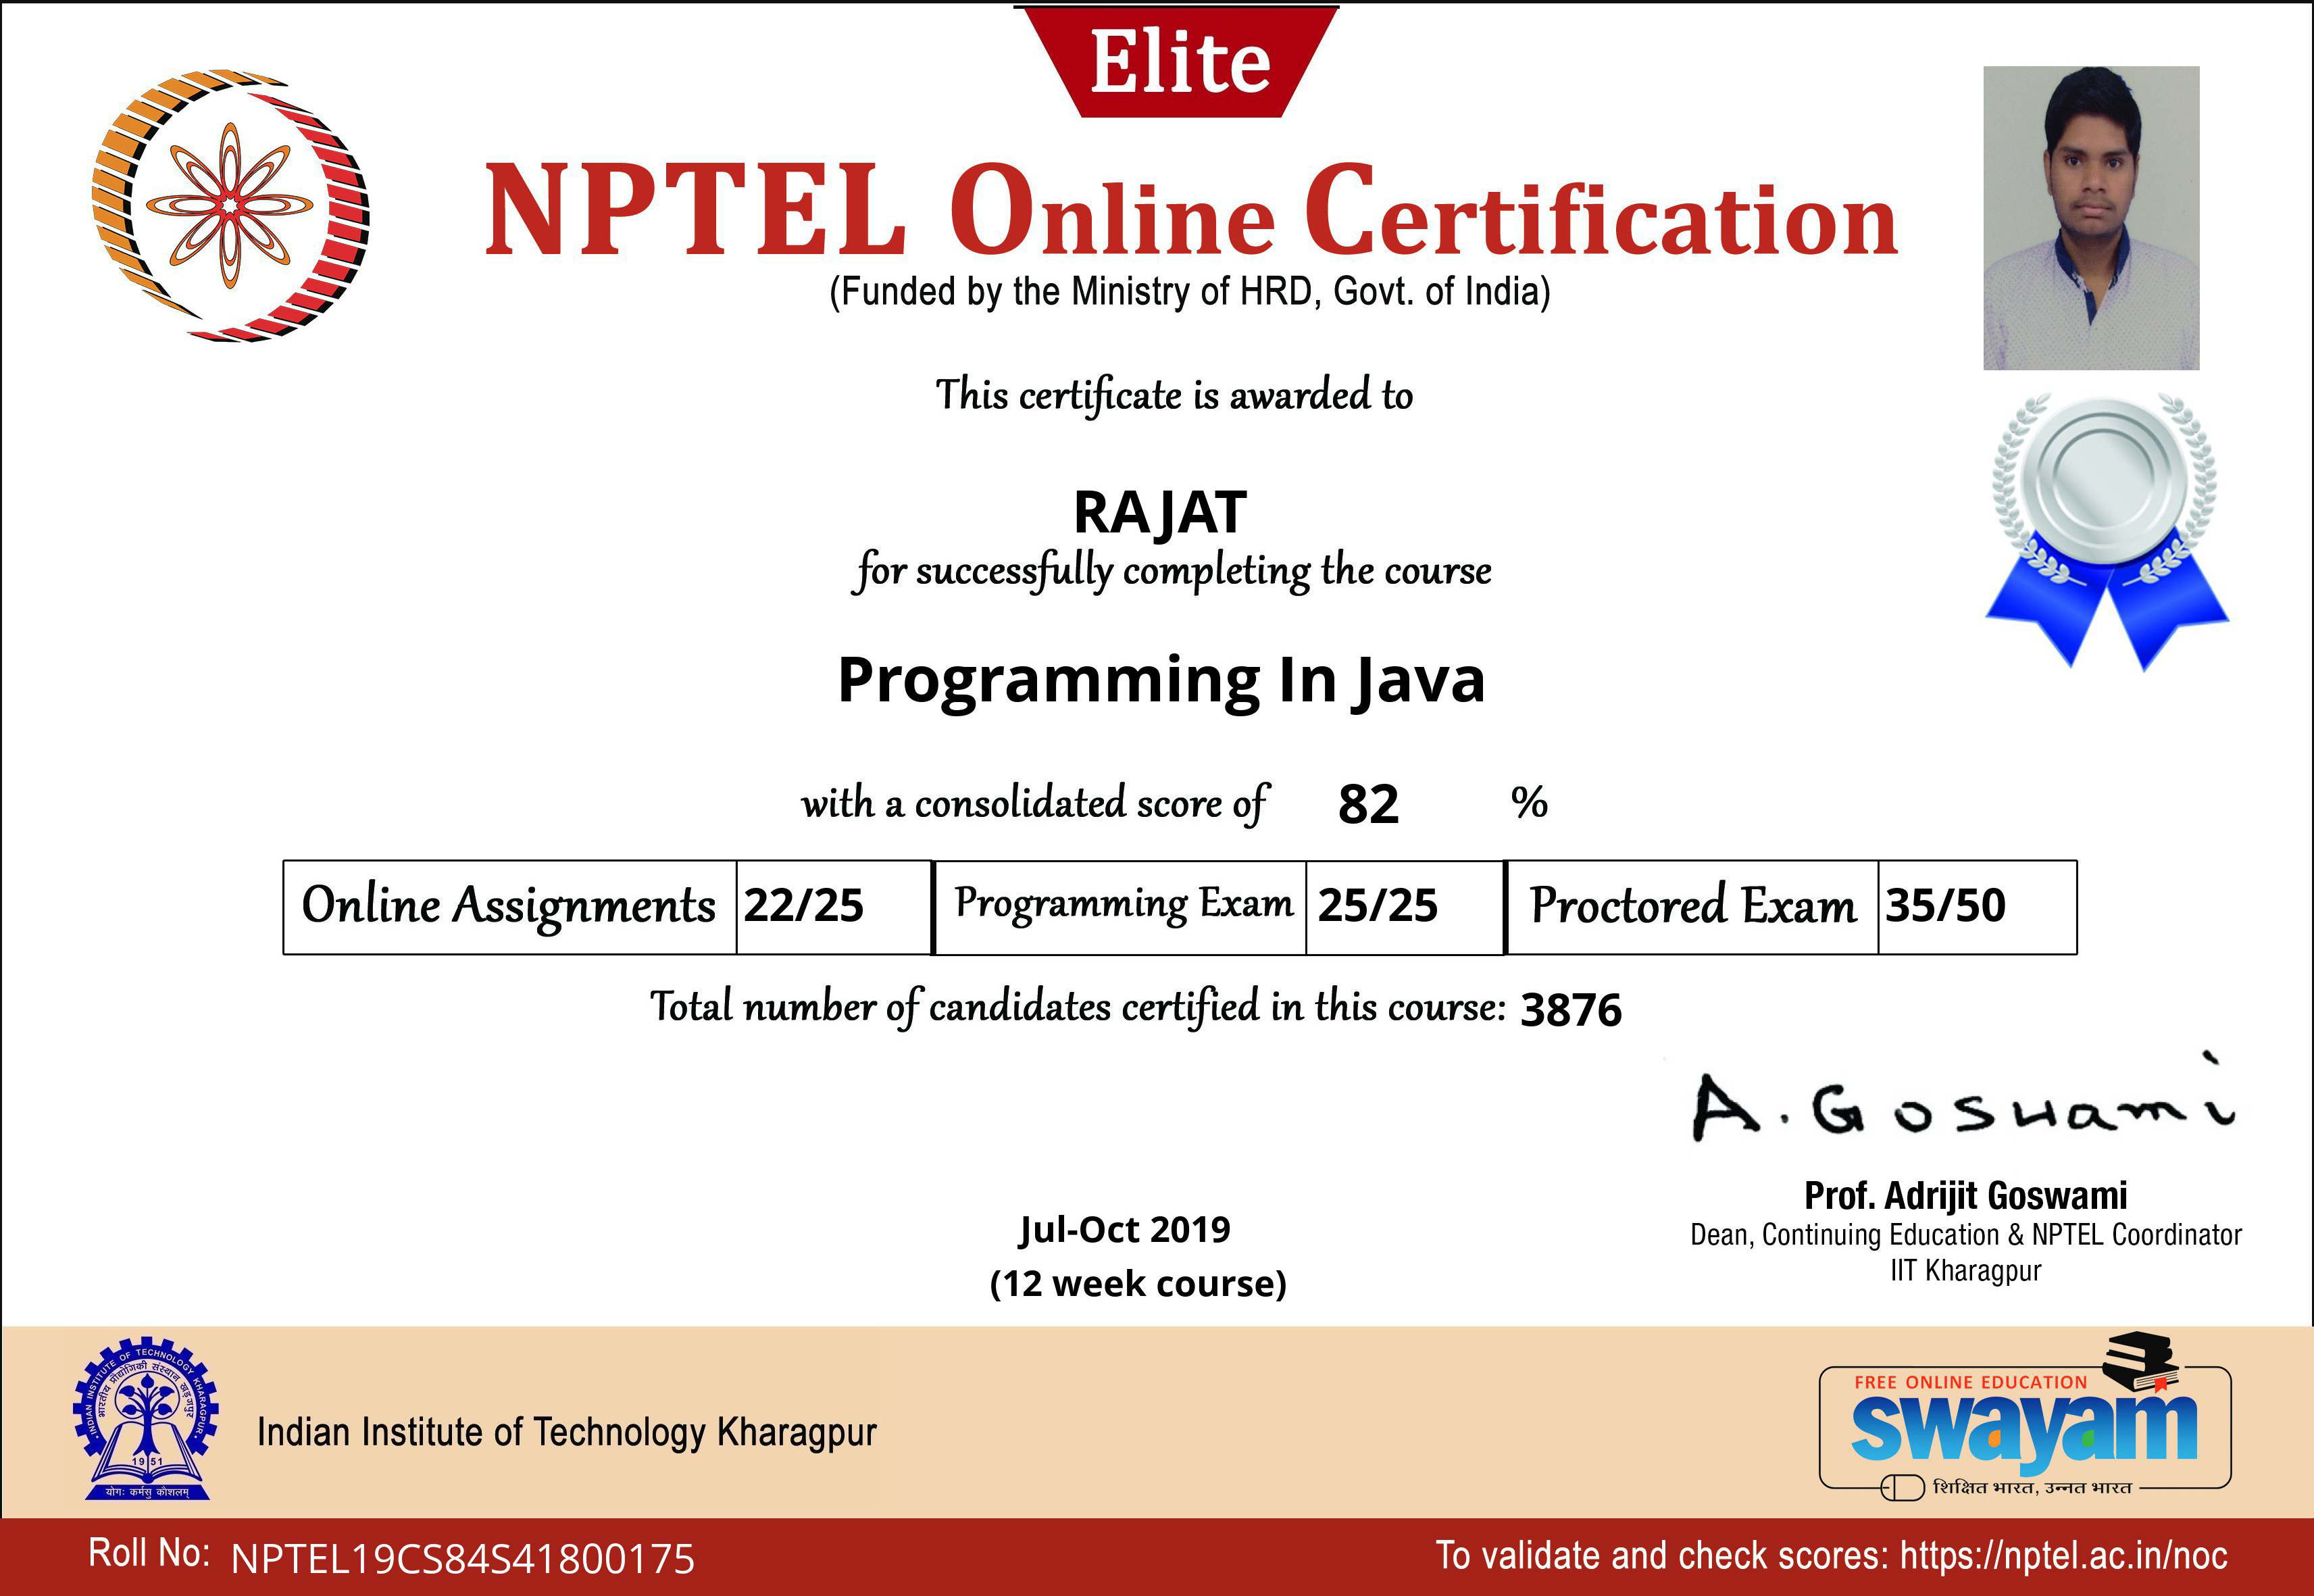 Elite
NPTEL Online Certification
(Funded by the Ministry of HRD, Govt. of India)
This certificate is awarded to
RAJAT
for successfully completing the course
Programming In Java
with a consolidated score of 82 %
Online Assignments 22/25 Programming Exam 25/25 Proctored Exam 35/50
Total number of candidates certified in this course: 3876
A. Goswami
Prof. Adrijit Goswami
Dean, Continuing Education & NPTEL Coordinator
IIT Kharagpur
Jul-Oct 2019
(12 week course)
INDIAN INSTITUTE OF TECHNOLOGY KHARAGPUR
भारतीय प्रौद्योगिकी संस्थान खड़गपुर
1951
योगः कर्मसु कौशलम्
Indian Institute of Technology Kharagpur
FREE ONLINE EDUCATION
swayam
शिक्षित भारत, उन्नत भारत
Roll No: NPTEL19CS84S41800175
To validate and check scores: https://nptel.ac.in/noc